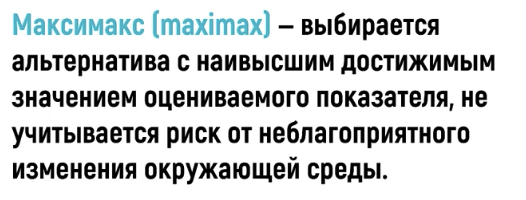 Максимакс (maximax) – выбирается
альтернатива с наивысшим достижимым
значением оцениваемого показателя, не
учитывается риск от неблагоприятного
изменения окружающей среды.